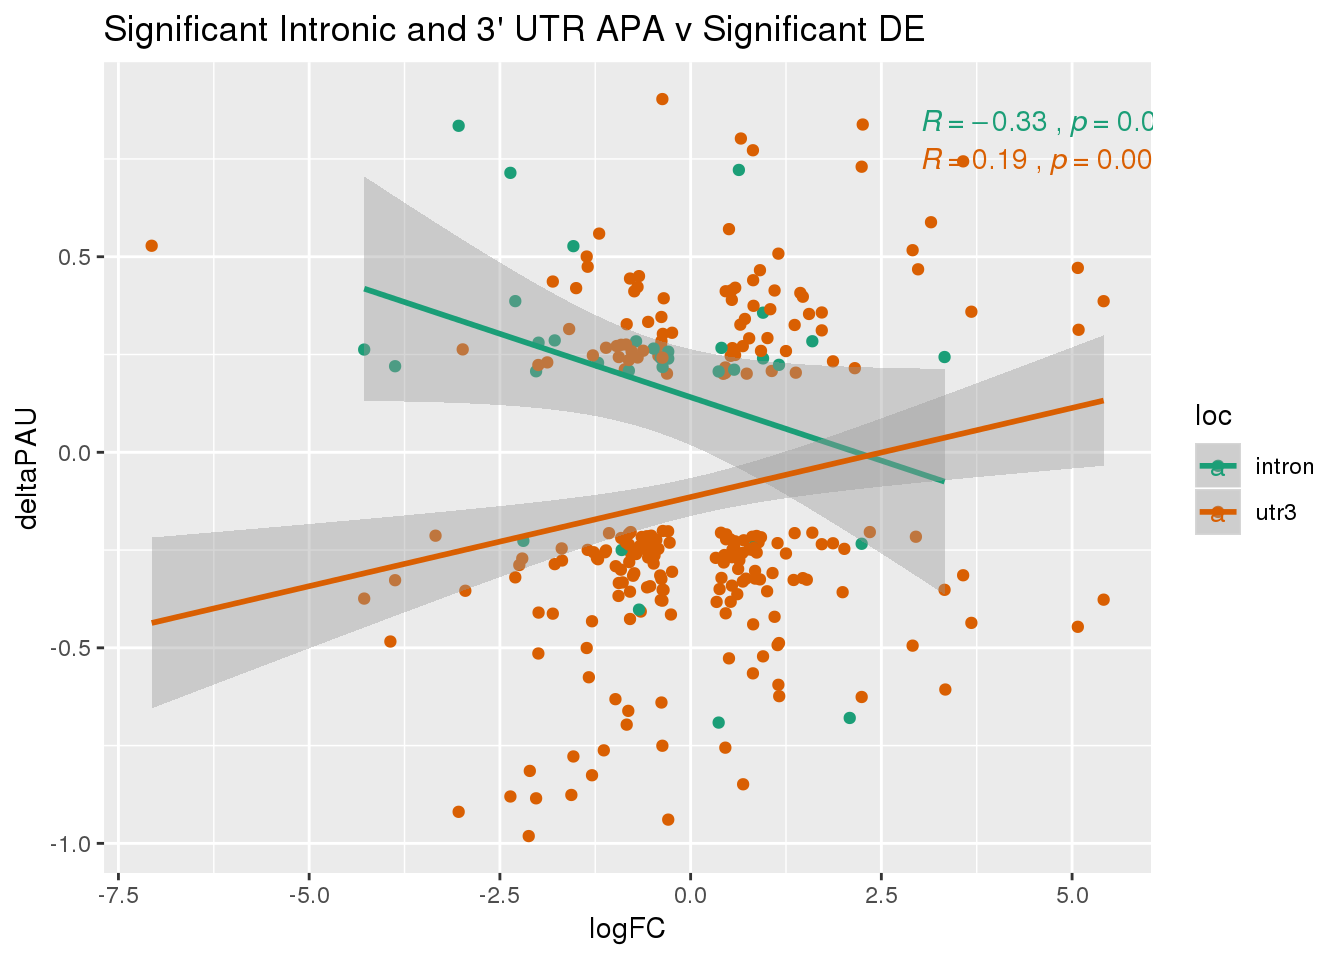 Significant Intronic and 3' UTR APA v Significant DE
R = −0.33 , p = 0.0
R = 0.19 , p = 0.00
0.5
0.0
-0.5
-1.0
deltaPAU
-7.5 -5.0 -2.5 0.0 2.5 5.0
logFC
loc
a intron
a utr3